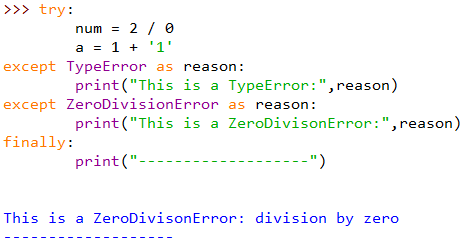 >>> try:
        num = 2 / 0
        a = 1 + '1'
except TypeError as reason:
        print("This is a TypeError:",reason)
except ZeroDivisionError as reason:
        print("This is a ZeroDivisonError:",reason)
finally:
        print("-------------------")
This is a ZeroDivisonError: division by zero
-------------------